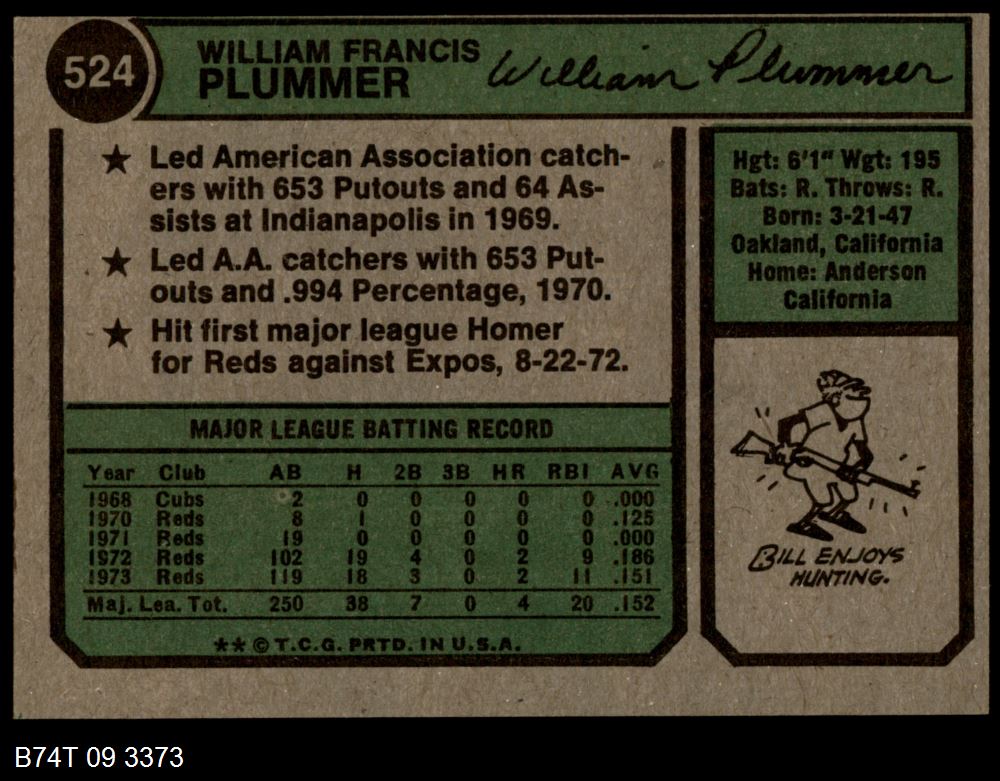 524
WILLIAM FRANCIS
PLUMMER
William Plummer
★ Led American Association catch-
ers with 653 Putouts and 64 As-
sists at Indianapolis in 1969.
★ Led A.A. catchers with 653 Put-
outs and .994 Percentage, 1970.
★ Hit first major league Homer
for Reds against Expos, 8-22-72.
MAJOR LEAGUE BATTING RECORD
Year Club AB H 2B 3B HR RBI AVG
1968 Cubs 2 0 0 0 0 0 .000
1970 Reds 8 1 0 0 0 0 .125
1971 Reds 19 0 0 0 0 0 .000
1972 Reds 102 19 4 0 2 9 .186
1973 Reds 119 18 3 0 2 11 .151
Maj. Lea. Tot. 250 38 7 0 4 20 .152
** © T.C.G. PRTD. IN U.S.A.
Hgt: 6'1" Wgt: 195
Bats: R. Throws: R.
Born: 3-21-47
Oakland, California
Home: Anderson
California
BILL ENJOYS
HUNTING.
B74T 09 3373